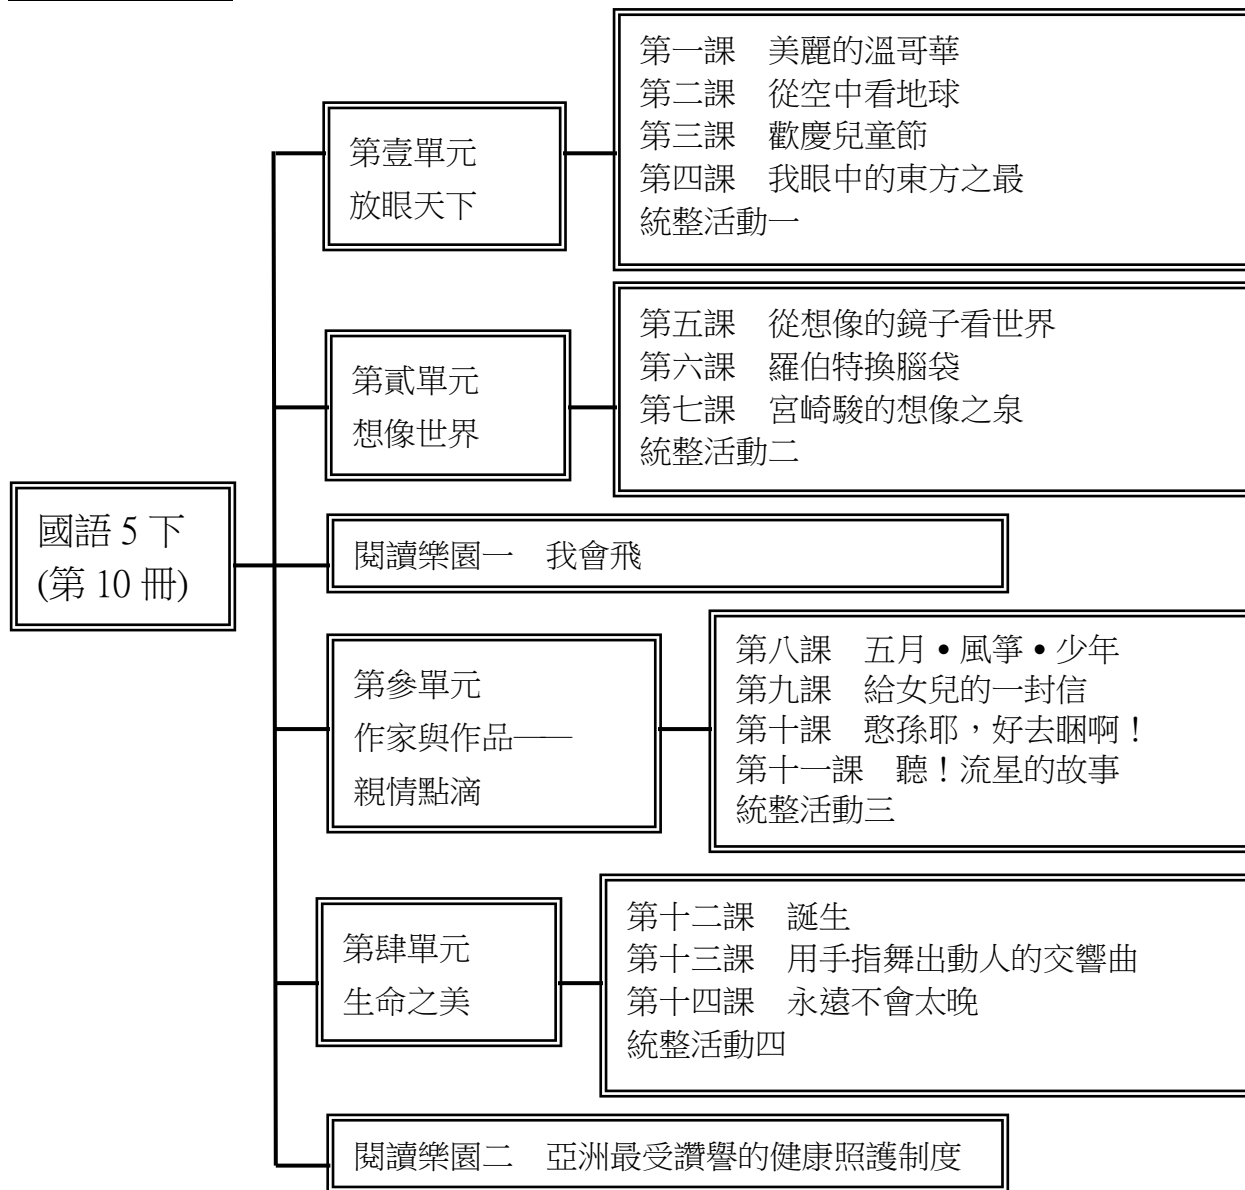 國語 5 下
(第 10 冊)
第壹單元
放眼天下
第一課　美麗的溫哥華
第二課　從空中看地球
第三課　歡慶兒童節
第四課　我眼中的東方之最
統整活動一
第貳單元
想像世界
第五課　從想像的鏡子看世界
第六課　羅伯特換腦袋
第七課　宮崎駿的想像之泉
統整活動二
閱讀樂園一　我會飛
第參單元
作家與作品——
親情點滴
第八課　五月•風箏•少年
第九課　給女兒的一封信
第十課　憨孫耶，好去睏啊！
第十一課　聽！流星的故事
統整活動三
第肆單元
生命之美
第十二課　誕生
第十三課　用手指舞出動人的交響曲
第十四課　永遠不會太晚
統整活動四
閱讀樂園二　亞洲最受讚譽的健康照護制度